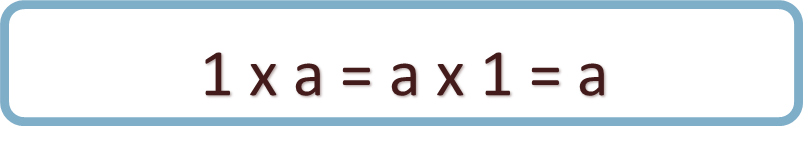 1 x a = a x 1 = a